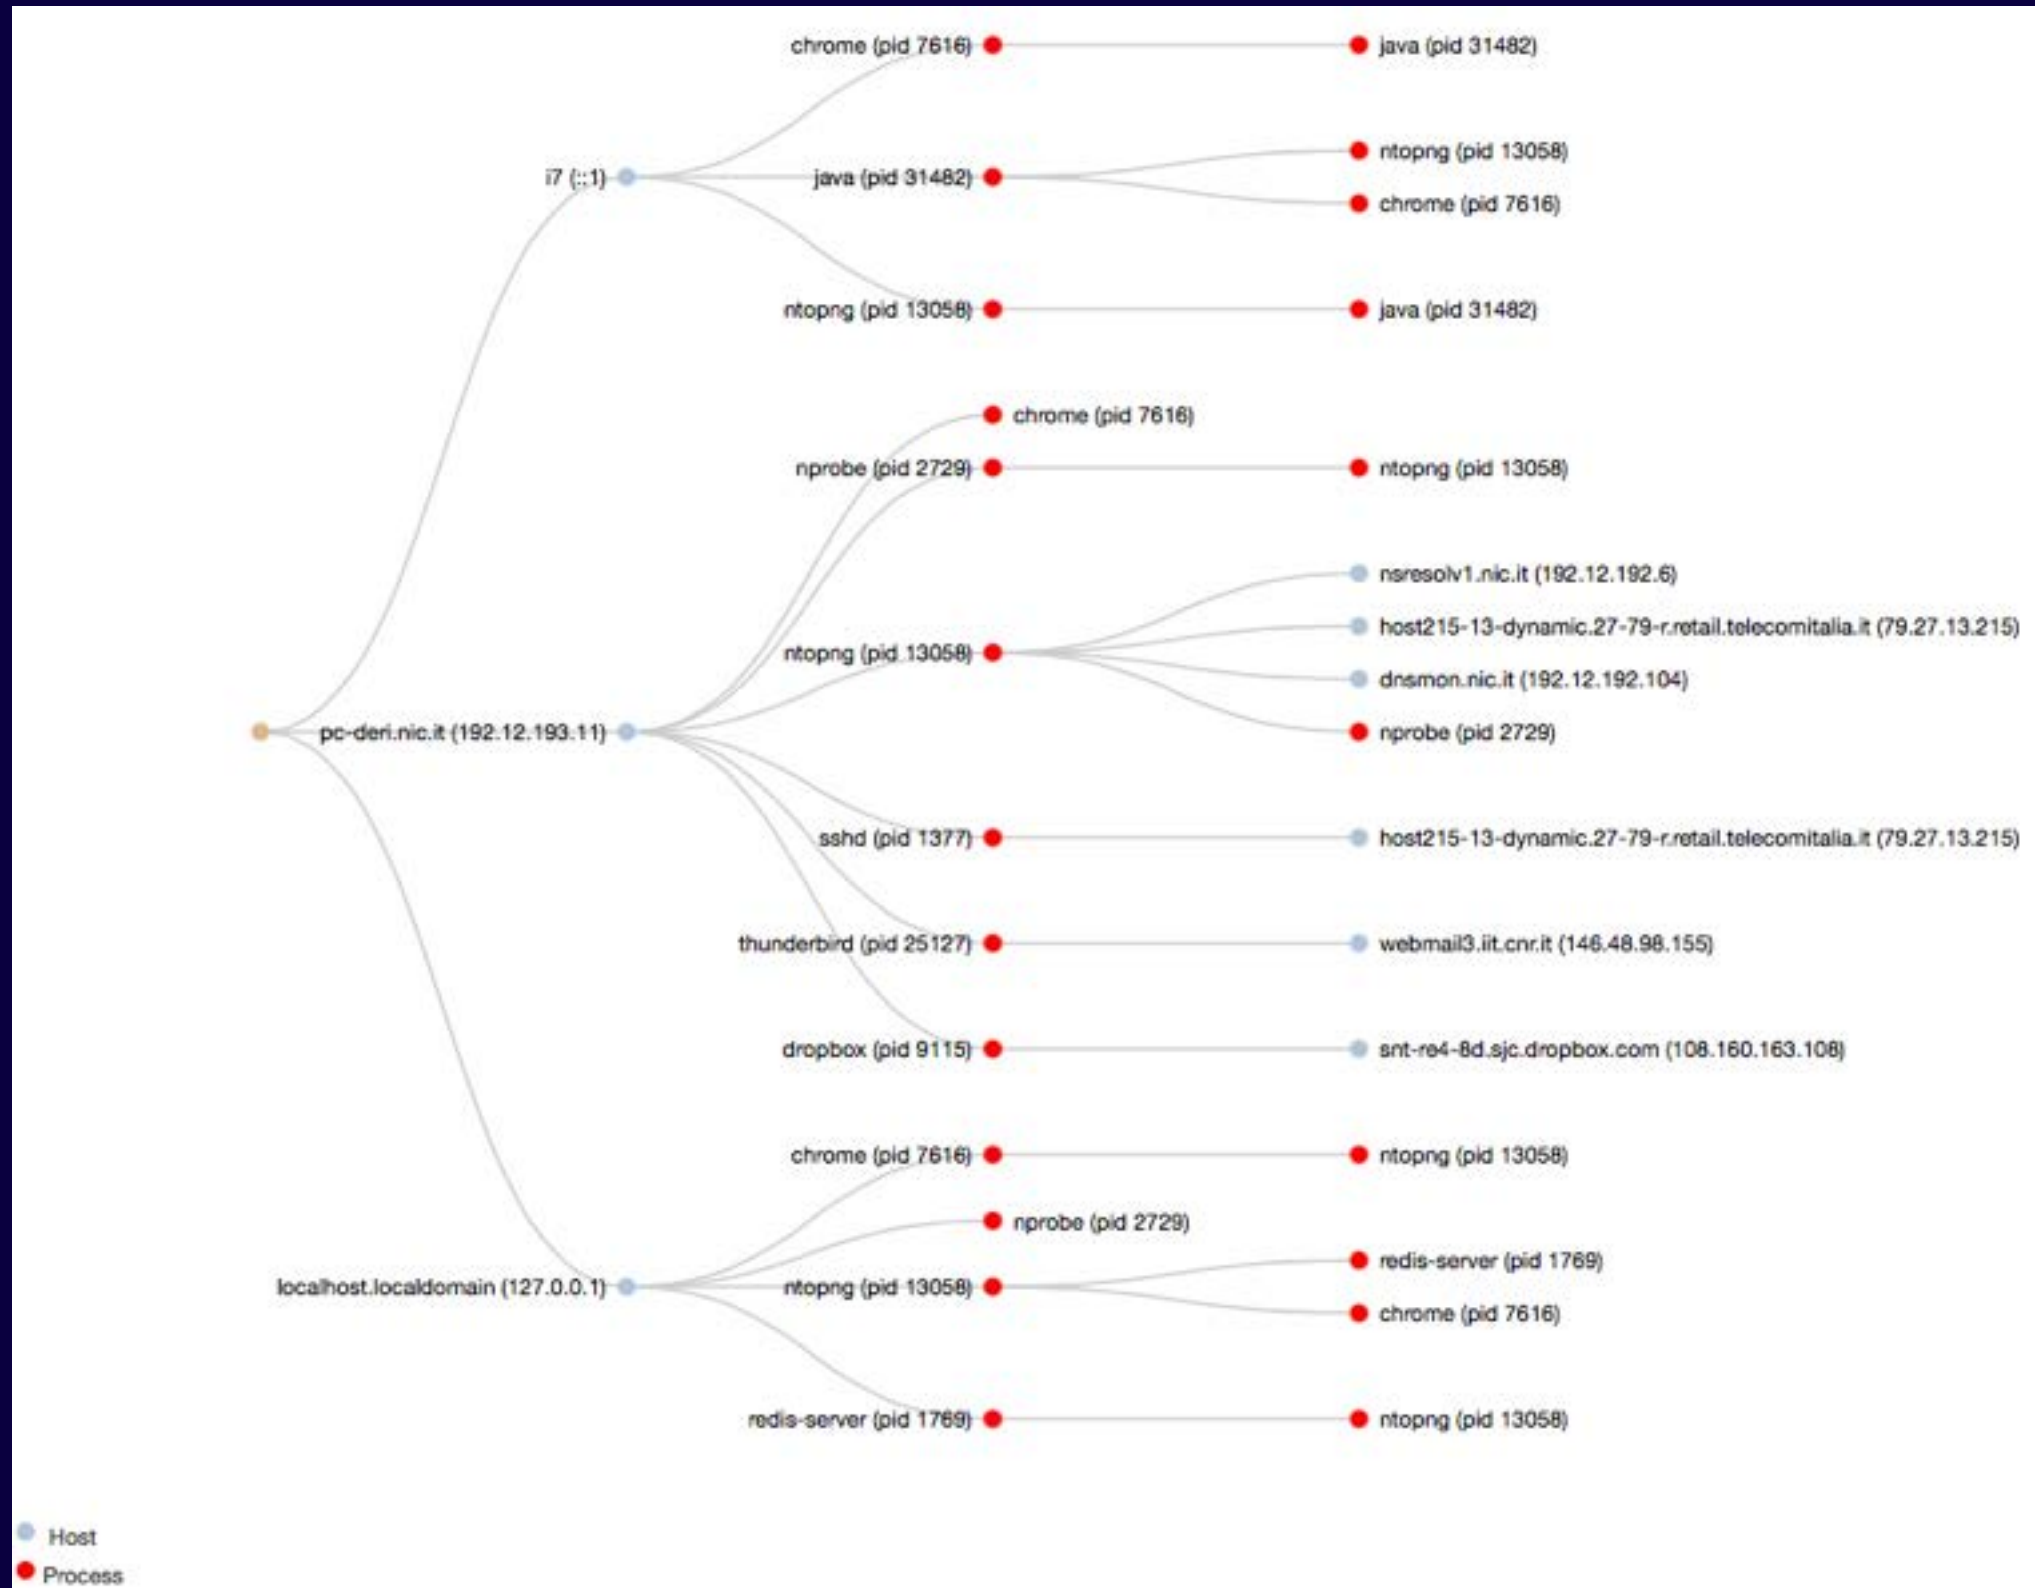 chrome (pid 7616)
java (pid 31482)
ntopng (pid 13058)
i7 (::1)
java (pid 31482)
chrome (pid 7616)
ntopng (pid 13058)
java (pid 31482)
chrome (pid 7616)
nprobe (pid 2729)
ntopng (pid 13058)
nsresolv1.nic.it (192.12.192.6)
host215-13-dynamic.27-79-r.retail.telecomitalia.it (79.27.13.215)
ntopng (pid 13058)
dnsmon.nic.it (192.12.192.104)
pc-deri.nic.it (192.12.193.11)
nprobe (pid 2729)
sshd (pid 1377)
host215-13-dynamic.27-79-r.retail.telecomitalia.it (79.27.13.215)
thunderbird (pid 25127)
webmail3.iit.cnr.it (146.48.98.155)
dropbox (pid 9115)
snt-re4-8d.sjc.dropbox.com (108.160.163.108)
chrome (pid 7616)
ntopng (pid 13058)
nprobe (pid 2729)
redis-server (pid 1769)
localhost.localdomain (127.0.0.1)
ntopng (pid 13058)
chrome (pid 7616)
redis-server (pid 1769)
ntopng (pid 13058)
Host
Process